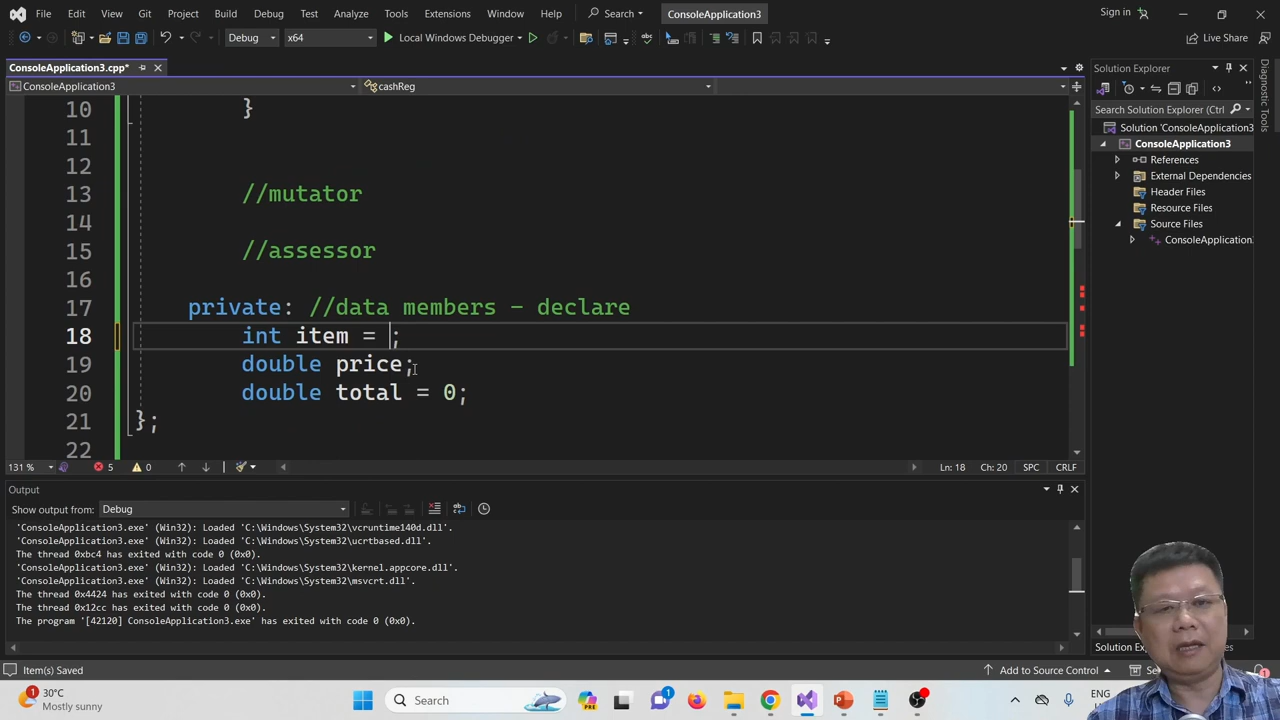 File Edit View Git Project Build Debug Test Analyze Tools Extensions Window Help Search ConsoleApplication3 Sign in
Debug x64 Local Windows Debugger Live Share
ConsoleApplication3.cpp*
ConsoleApplication3 cashReg
10 }
11
12
13 //mutator
14
15 //assessor
16
17 private: //data members - declare
18 int item = ;
19 double price;
20 double total = 0;
21 };
22
131 % 5 0 Ln: 18 Ch: 20 SPC CRLF
Output
Show output from: Debug
'ConsoleApplication3.exe' (Win32): Loaded 'C:\Windows\System32\vcruntime140d.dll'.
'ConsoleApplication3.exe' (Win32): Loaded 'C:\Windows\System32\ucrtbased.dll'.
The thread 0xbc4 has exited with code 0 (0x0).
'ConsoleApplication3.exe' (Win32): Loaded 'C:\Windows\System32\kernel.appcore.dll'.
'ConsoleApplication3.exe' (Win32): Loaded 'C:\Windows\System32\msvcrt.dll'.
The thread 0x4424 has exited with code 0 (0x0).
The thread 0x12cc has exited with code 0 (0x0).
The program '[42120] ConsoleApplication3.exe' has exited with code 0 (0x0).
Solution Explorer
Search Solution Explorer (Ctrl
Solution 'ConsoleApplication3
ConsoleApplication3
References
External Dependencies
Header Files
Resource Files
Source Files
ConsoleApplication.
Diagnostic Tools
Solution Explorer
Item(s) Saved Add to Source Control
30°C
Mostly sunny
Search
1
1
ENG